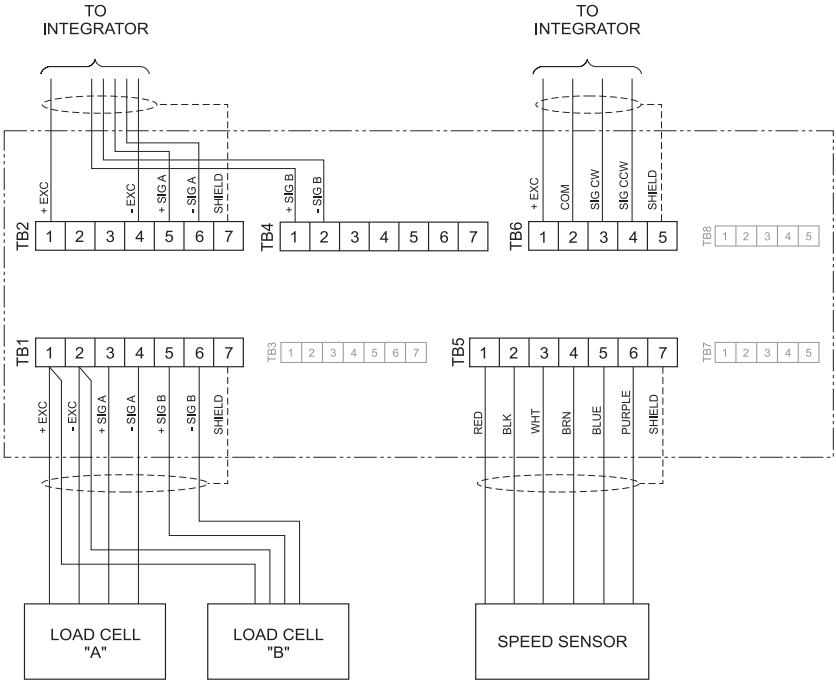 TO
INTEGRATOR
TO
INTEGRATOR
+ EXC
- EXC
+ SIG A
- SIG A
SHIELD
+ SIG B
- SIG B
+ EXC
COM
SIG CW
SIG CCW
SHIELD
TB2 1 2 3 4 5 6 7
TB4 1 2 3 4 5 6 7
TB6 1 2 3 4 5
TB8 1 2 3 4 5
TB1 1 2 3 4 5 6 7
TB3 1 2 3 4 5 6 7
TB5 1 2 3 4 5 6 7
TB7 1 2 3 4 5
+ EXC
- EXC
+ SIG A
- SIG A
+ SIG B
- SIG B
SHIELD
RED
BLK
WHT
BRN
BLUE
PURPLE
SHIELD
LOAD CELL
"A"
LOAD CELL
"B"
SPEED SENSOR